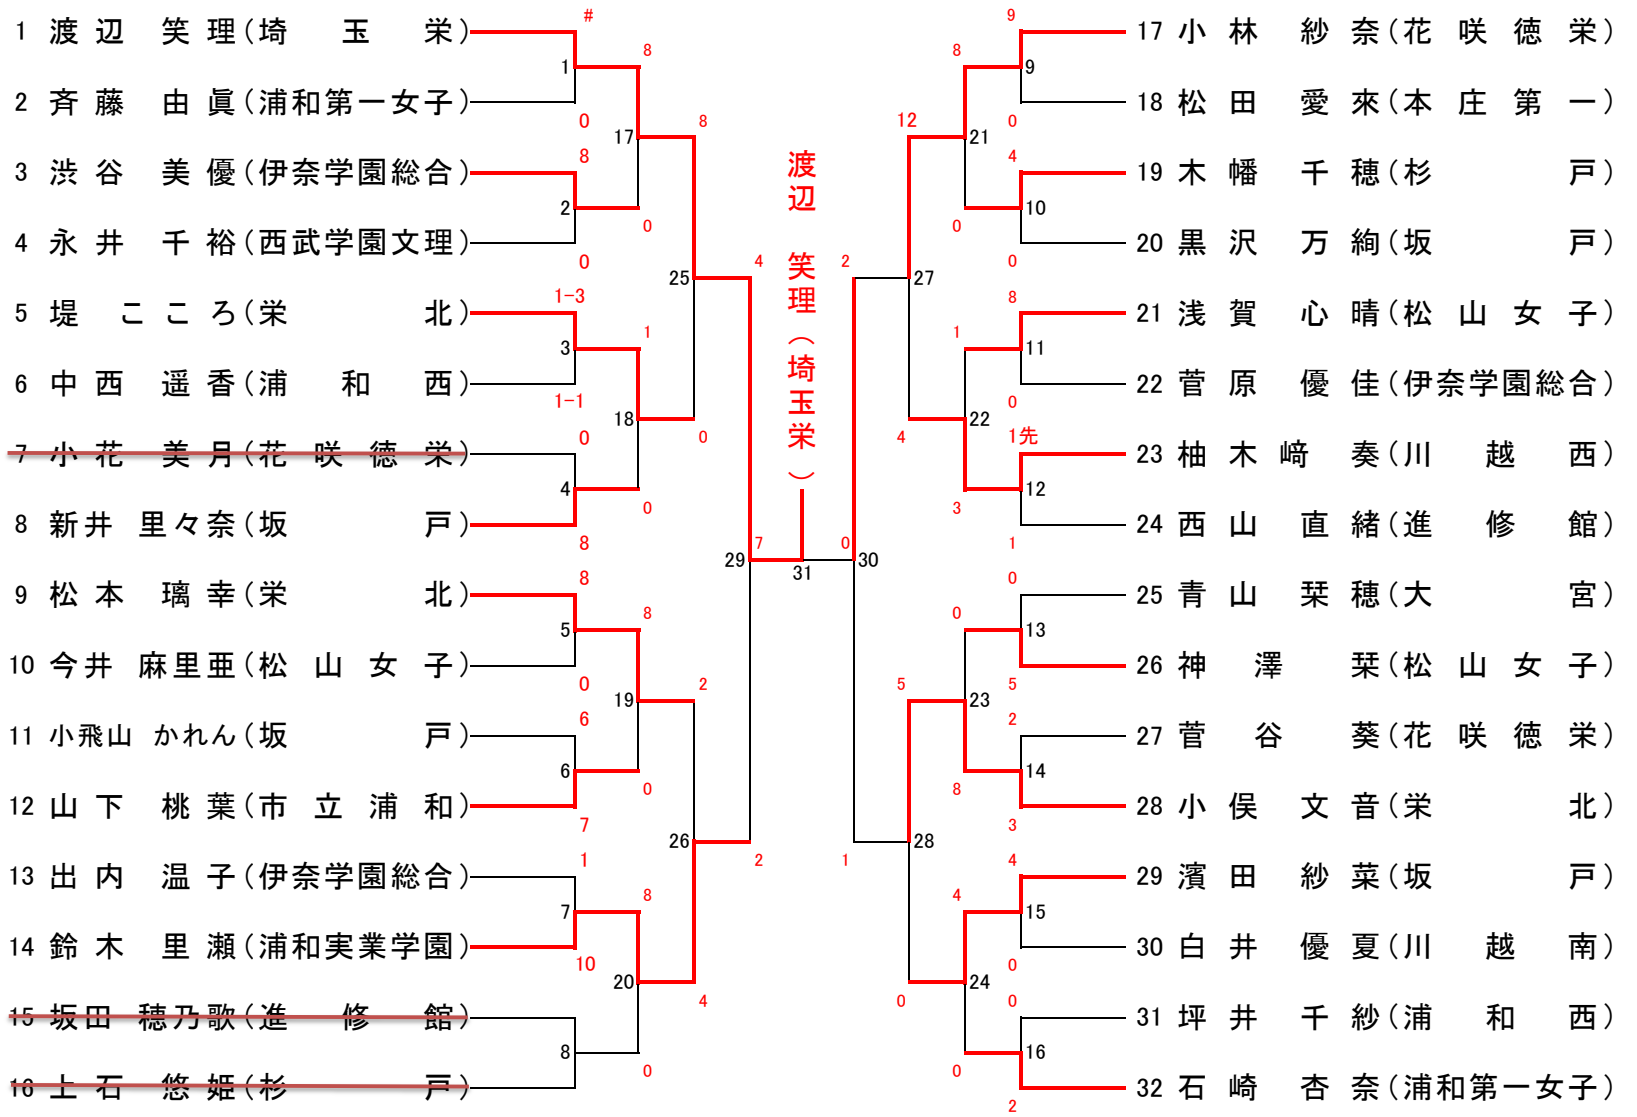 1 渡辺 笑理(埼玉栄)
2 斉藤 由眞(浦和第一女子)
3 渋谷 美優(伊奈学園総合)
4 永井 千裕(西武学園文理)
5 堤 こころ(栄北)
6 中西 遥香(浦和西)
7 小花 美月(花咲徳栄)
8 新井 里々奈(坂戸)
9 松本 璃幸(栄北)
10 今井 麻里亜(松山女子)
11 小飛山 かれん(坂戸)
12 山下 桃葉(市立浦和)
13 出内 温子(伊奈学園総合)
14 鈴木 里瀬(浦和実業学園)
15 坂田 穂乃歌(進修館)
16 上石 悠姫(杉戸)
#
0
8
0
1-3
1-1
0
8
8
0
6
7
1
10
1
2
3
4
5
6
7
8
8
0
1
0
8
0
8
0
17
18
19
20
8
0
2
4
25
26
4
2
29
7
31
0
30
渡辺 笑理(埼玉栄)
2
1
27
28
12
4
5
0
21
22
23
24
8
0
1
3
0
8
4
0
9
10
11
12
13
14
15
16
9
0
4
0
8
0
1先
1
0
5
2
3
4
0
0
2
17 小林 紗奈(花咲徳栄)
18 松田 愛來(本庄第一)
19 木幡 千穂(杉戸)
20 黒沢 万絢(坂戸)
21 浅賀 心晴(松山女子)
22 菅原 優佳(伊奈学園総合)
23 柚木﨑 奏(川越西)
24 西山 直緒(進修館)
25 青山 栞穂(大宮)
26 神澤 栞(松山女子)
27 菅谷 葵(花咲徳栄)
28 小俣 文音(栄北)
29 濱田 紗菜(坂戸)
30 白井 優夏(川越南)
31 坪井 千紗(浦和西)
32 石崎 杏奈(浦和第一女子)